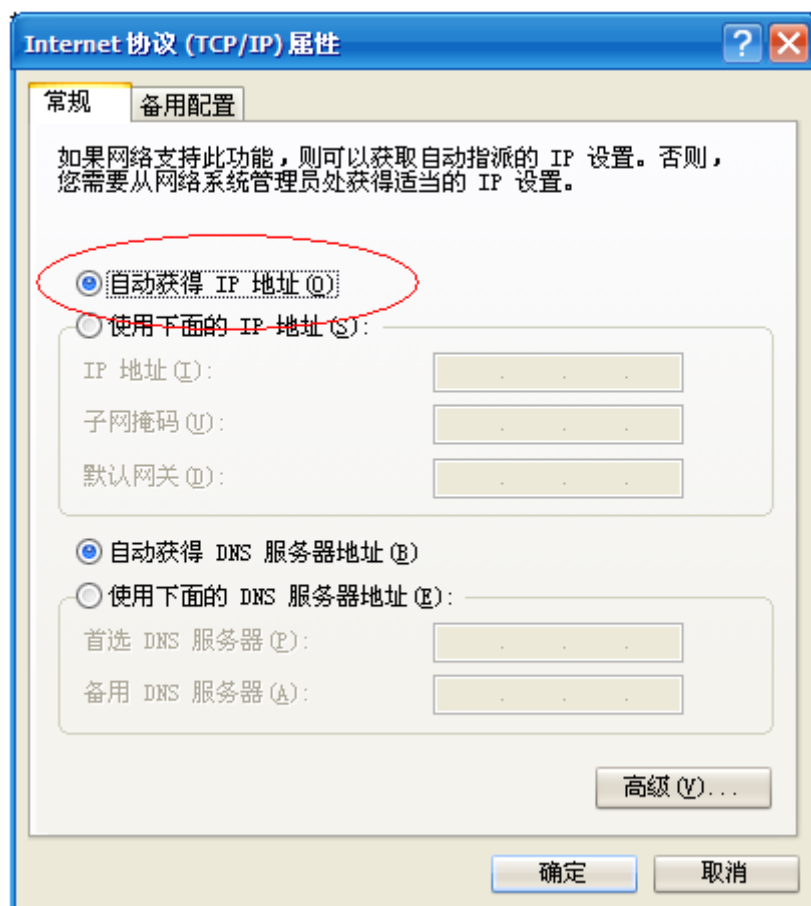 Internet 协议 (TCP/IP) 属性
常规 备用配置
如果网络支持此功能，则可以获取自动指派的 IP 设置。否则，
您需要从网络系统管理员处获得适当的 IP 设置。
自动获得 IP 地址(O)
使用下面的 IP 地址(S):
IP 地址(I):
子网掩码(U):
默认网关(D):
自动获得 DNS 服务器地址(B)
使用下面的 DNS 服务器地址(E):
首选 DNS 服务器(P):
备用 DNS 服务器(A):
高级(V)...
确定 取消